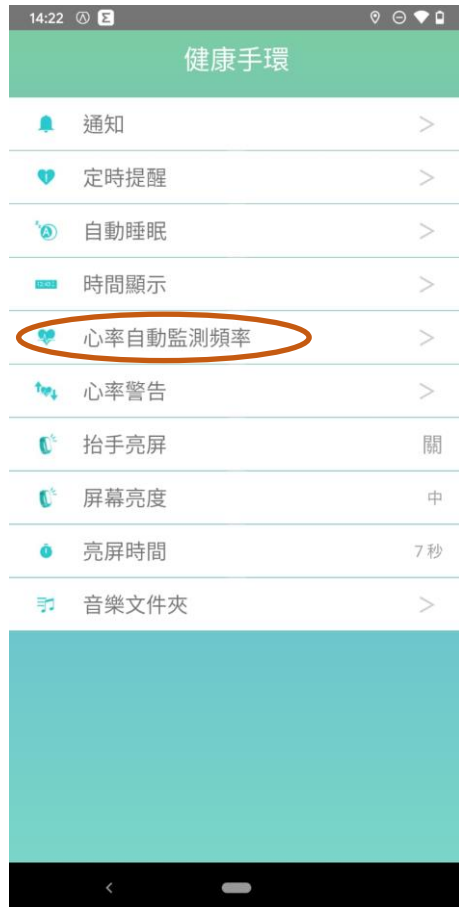 14:22
健康手環
通知
定時提醒
自動睡眠
時間顯示
心率自動監測頻率
心率警告
抬手亮屏 關
屏幕亮度 中
亮屏時間 7 秒
音樂文件夾